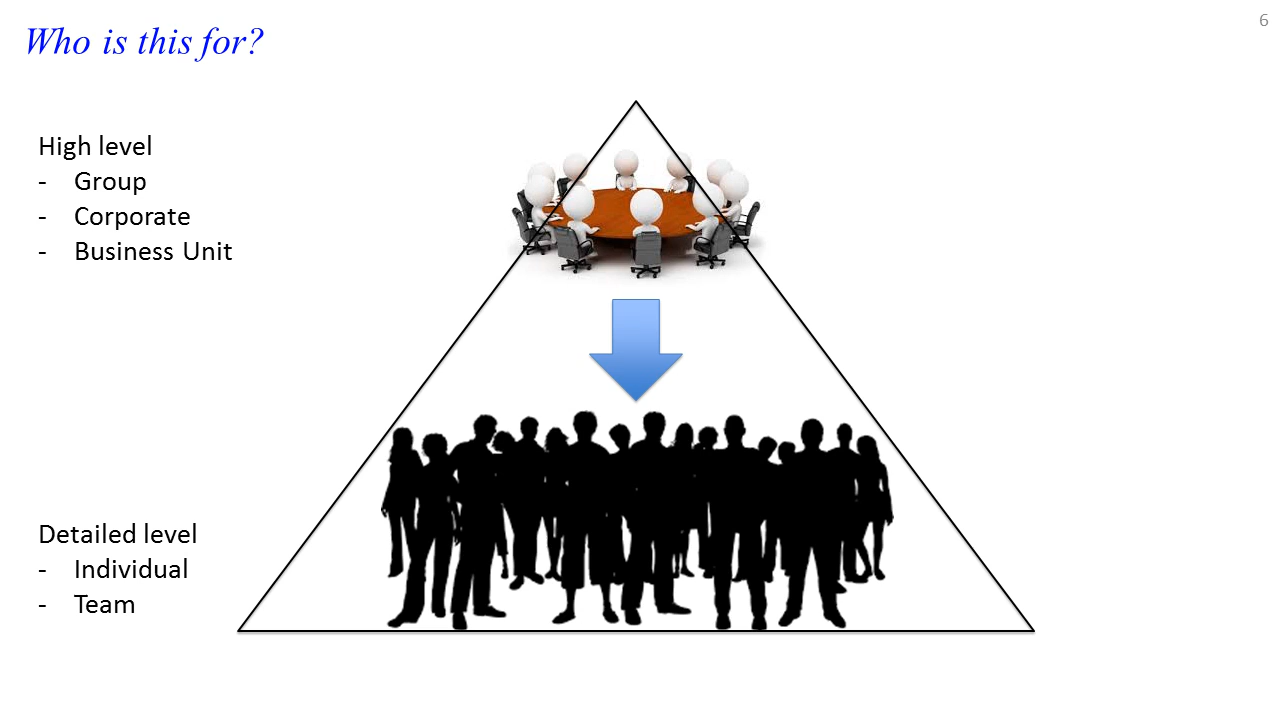 6
Who is this for?
High level
- Group
- Corporate
- Business Unit
Detailed level
- Individual
- Team